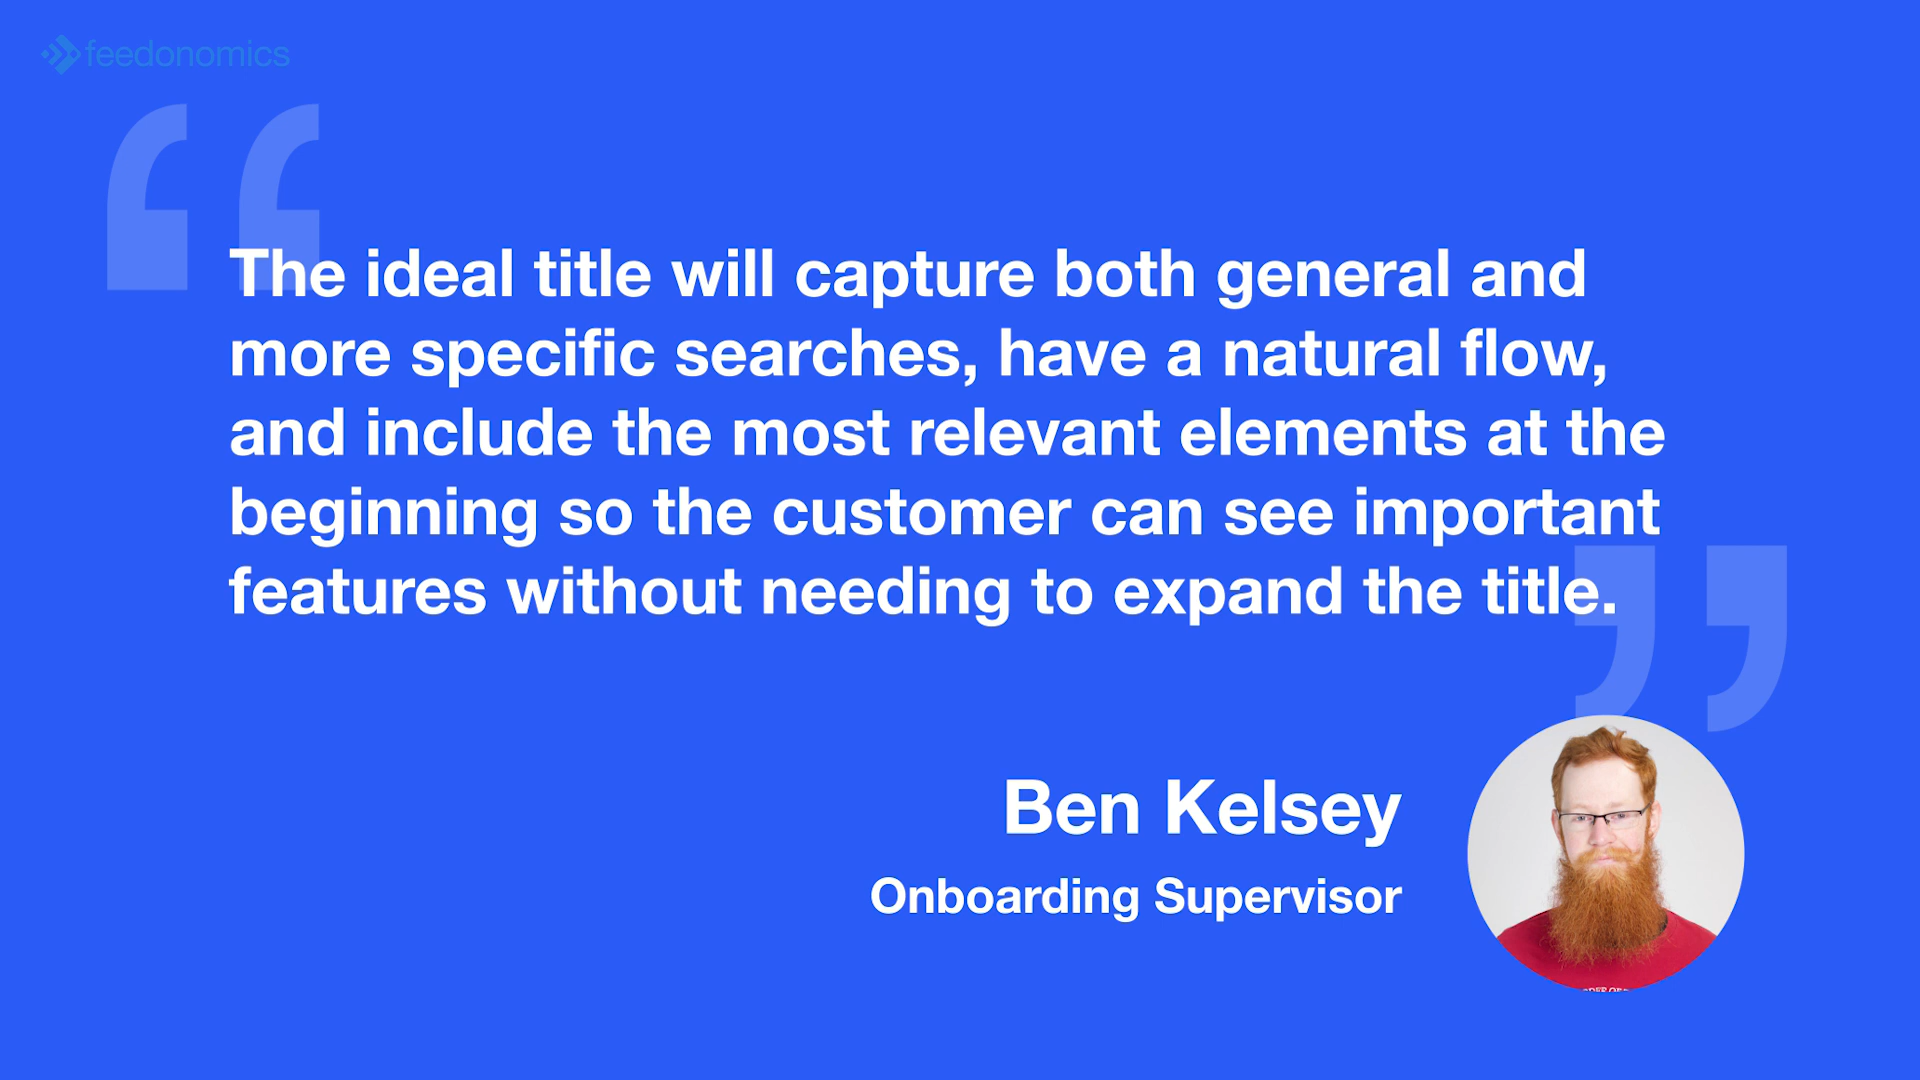 feedonomics
The ideal title will capture both general and
more specific searches, have a natural flow,
and include the most relevant elements at the
beginning so the customer can see important
features without needing to expand the title.
Ben Kelsey
Onboarding Supervisor